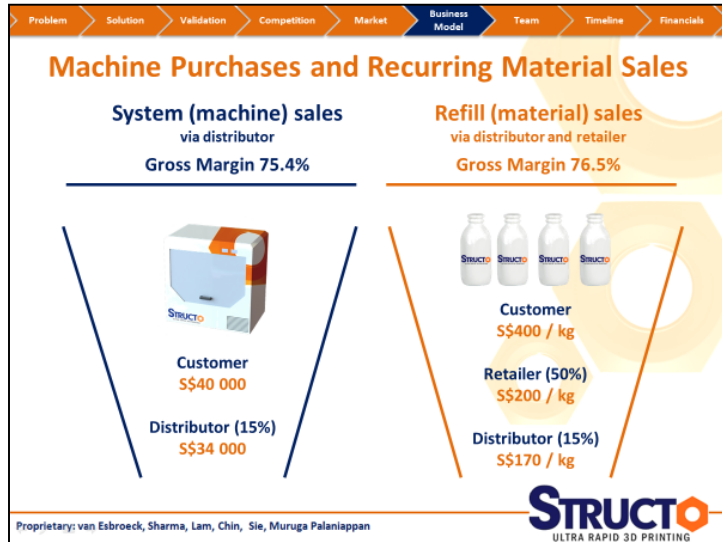 Problem
Solution
Validation
Competition
Market
Business
Model
Team
Timeline
Financials
Machine Purchases and Recurring Material Sales
System (machine) sales
via distributor
Gross Margin 75.4%
Refill (material) sales
via distributor and retailer
Gross Margin 76.5%
STRUCTO
Customer
S$40 000
Distributor (15%)
S$34 000
STRUCTO
STRUCTO
STRUCTO
STRUCTO
Customer
S$400 / kg
Retailer (50%)
S$200 / kg
Distributor (15%)
S$170 / kg
Proprietary: van Esbroeck, Sharma, Lam, Chin, Sie, Muruga Palaniappan
STRUCTO
ULTRA RAPID 3D PRINTING